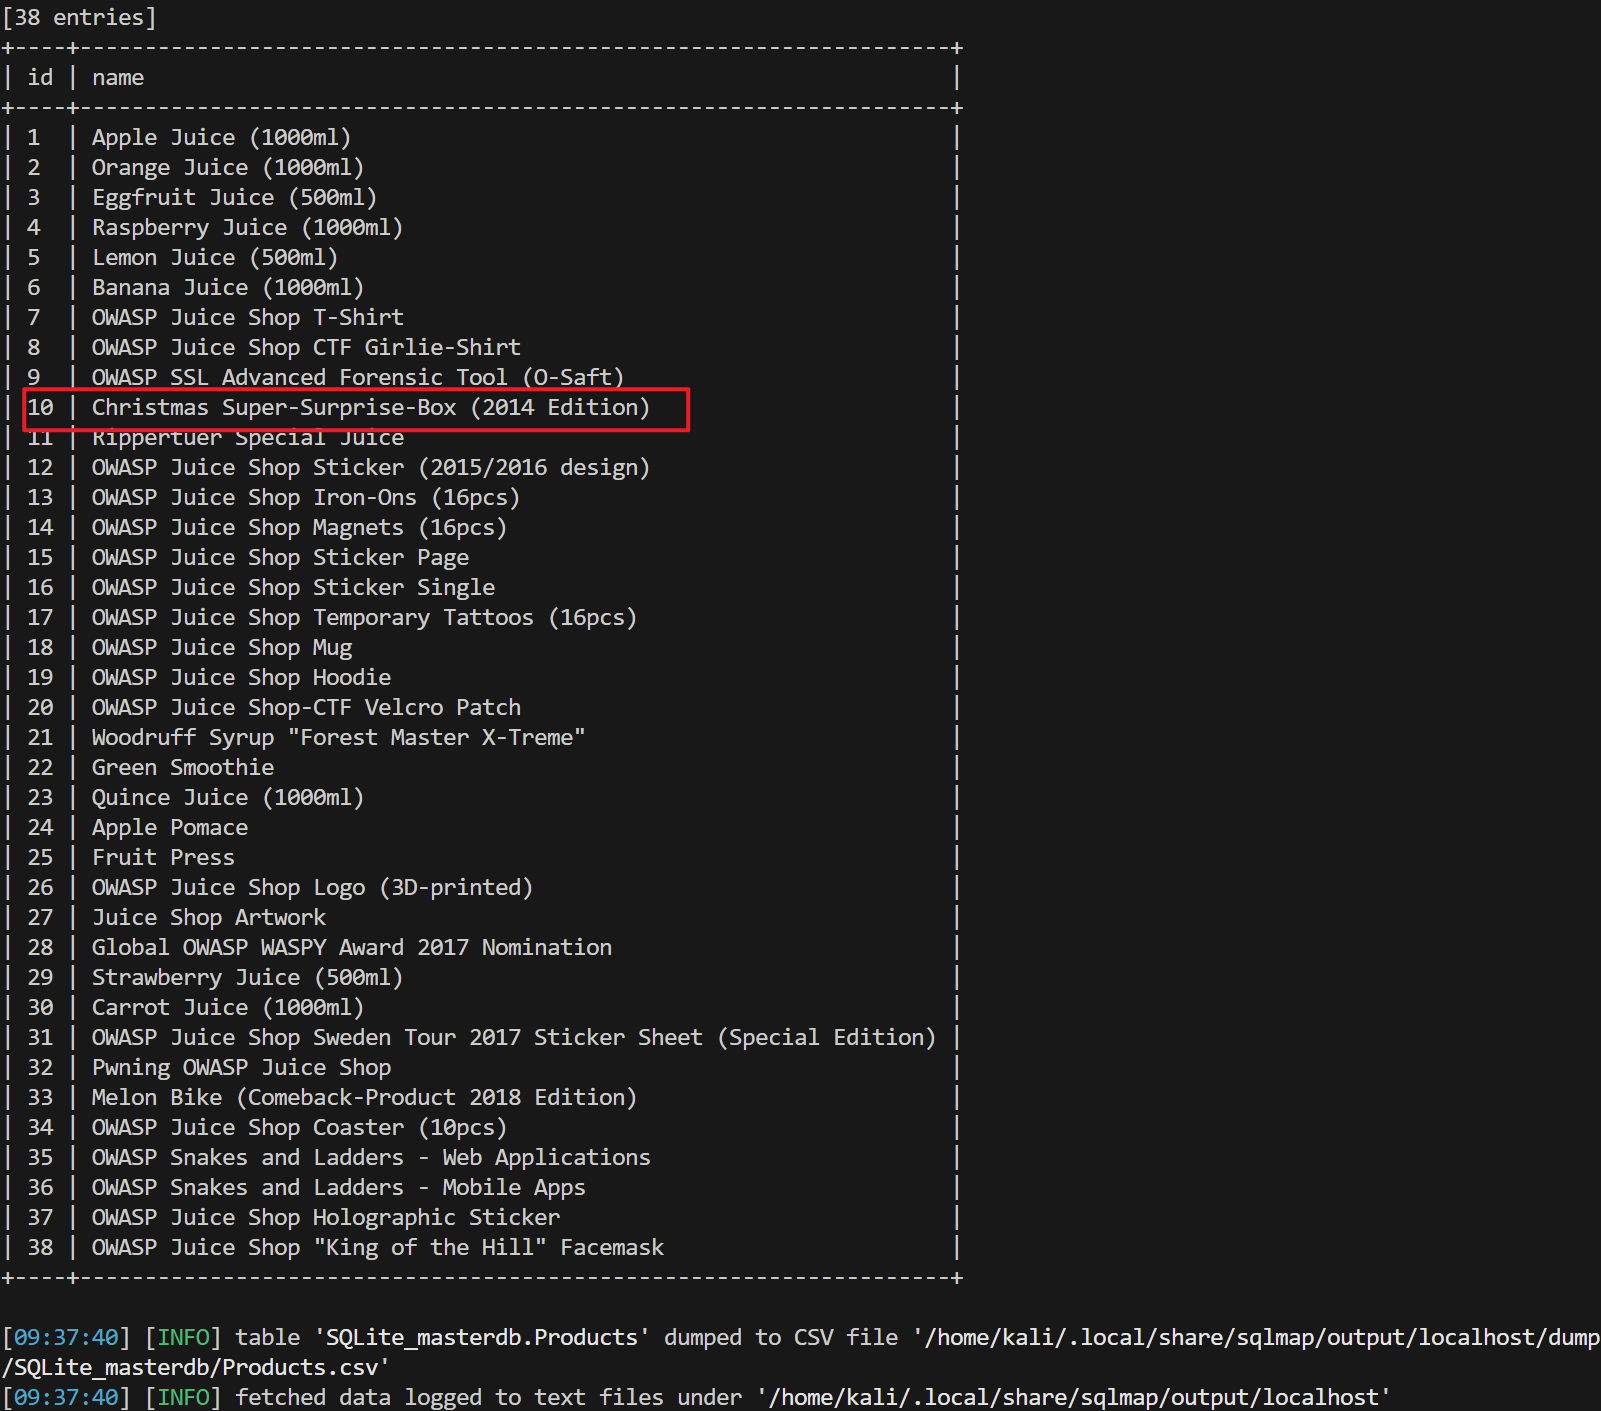 [38 entries]
+----+-------------------------------------------------------------------+
| id | name                                                              |
+----+-------------------------------------------------------------------+
| 1  | Apple Juice (1000ml)                                              |
| 2  | Orange Juice (1000ml)                                             |
| 3  | Eggfruit Juice (500ml)                                            |
| 4  | Raspberry Juice (1000ml)                                          |
| 5  | Lemon Juice (500ml)                                               |
| 6  | Banana Juice (1000ml)                                             |
| 7  | OWASP Juice Shop T-Shirt                                          |
| 8  | OWASP Juice Shop CTF Girlie-Shirt                                 |
| 9  | OWASP SSL Advanced Forensic Tool (O-Saft)                         |
| 10 | Christmas Super-Surprise-Box (2014 Edition)                       |
| 11 | Rippertuer Special Juice                                          |
| 12 | OWASP Juice Shop Sticker (2015/2016 design)                       |
| 13 | OWASP Juice Shop Iron-Ons (16pcs)                                 |
| 14 | OWASP Juice Shop Magnets (16pcs)                                  |
| 15 | OWASP Juice Shop Sticker Page                                     |
| 16 | OWASP Juice Shop Sticker Single                                   |
| 17 | OWASP Juice Shop Temporary Tattoos (16pcs)                        |
| 18 | OWASP Juice Shop Mug                                              |
| 19 | OWASP Juice Shop Hoodie                                           |
| 20 | OWASP Juice Shop-CTF Velcro Patch                                 |
| 21 | Woodruff Syrup "Forest Master X-Treme"                            |
| 22 | Green Smoothie                                                    |
| 23 | Quince Juice (1000ml)                                             |
| 24 | Apple Pomace                                                      |
| 25 | Fruit Press                                                       |
| 26 | OWASP Juice Shop Logo (3D-printed)                                |
| 27 | Juice Shop Artwork                                                |
| 28 | Global OWASP WASPY Award 2017 Nomination                          |
| 29 | Strawberry Juice (500ml)                                          |
| 30 | Carrot Juice (1000ml)                                             |
| 31 | OWASP Juice Shop Sweden Tour 2017 Sticker Sheet (Special Edition) |
| 32 | Pwning OWASP Juice Shop                                           |
| 33 | Melon Bike (Comeback-Product 2018 Edition)                        |
| 34 | OWASP Juice Shop Coaster (10pcs)                                  |
| 35 | OWASP Snakes and Ladders - Web Applications                       |
| 36 | OWASP Snakes and Ladders - Mobile Apps                            |
| 37 | OWASP Juice Shop Holographic Sticker                              |
| 38 | OWASP Juice Shop "King of the Hill" Facemask                      |
+----+-------------------------------------------------------------------+
[09:37:40] [INFO] table 'SQLite_masterdb.Products' dumped to CSV file '/home/kali/.local/share/sqlmap/output/localhost/dump
/SQLite_masterdb/Products.csv'
[09:37:40] [INFO] fetched data logged to text files under '/home/kali/.local/share/sqlmap/output/localhost'